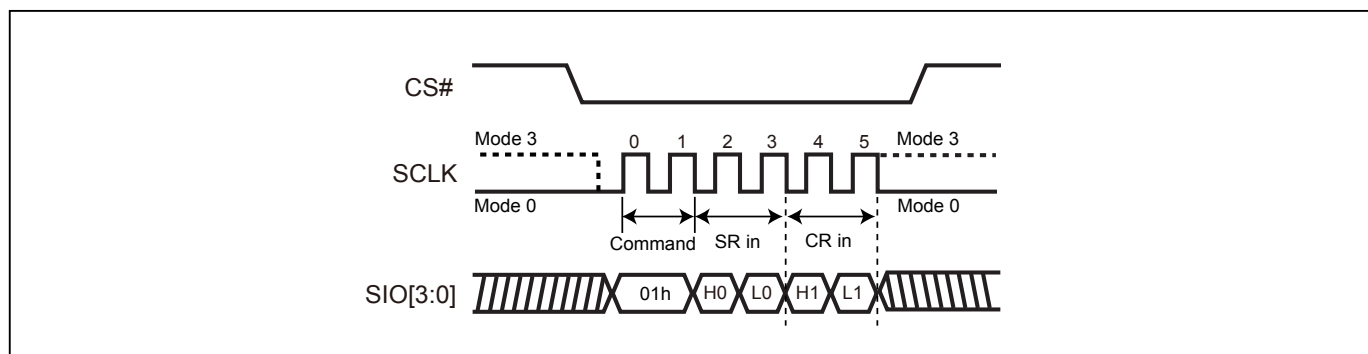 CS#
Mode 3 0 1 2 3 4 5 Mode 3
SCLK
Mode 0 Mode 0
Command SR in CR in
SIO[3:0] 01h H0 L0 H1 L1